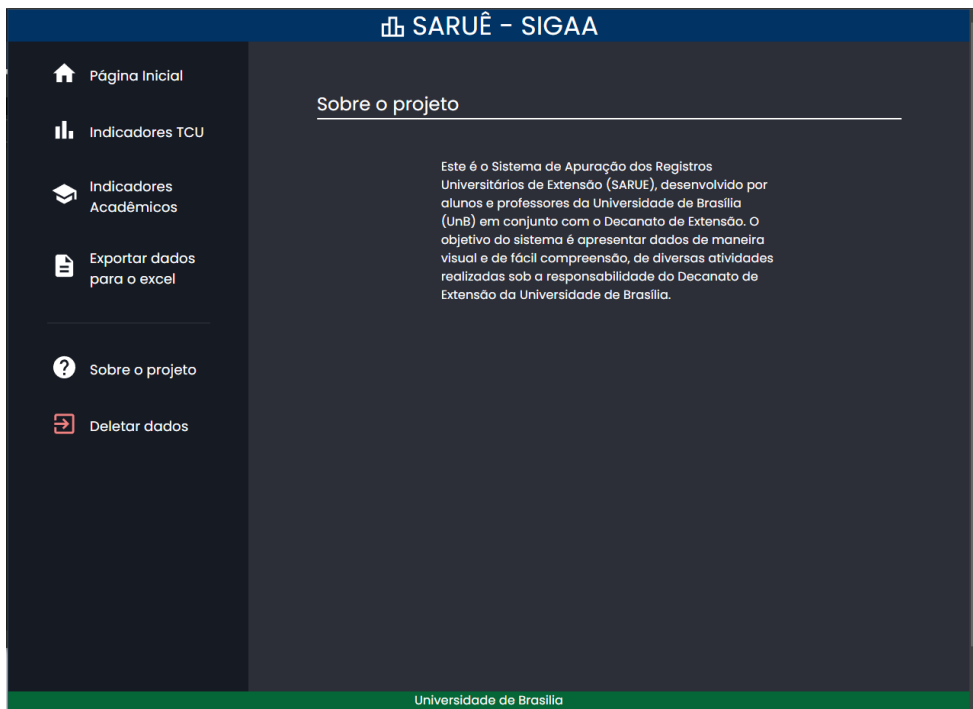 SARUÊ - SIGAA
Página Inicial
Indicadores TCU
Indicadores
Acadêmicos
Exportar dados
para o excel
Sobre o projeto
Deletar dados
Sobre o projeto
Este é o Sistema de Apuração dos Registros
Universitários de Extensão (SARUE), desenvolvido por
alunos e professores da Universidade de Brasília
(UnB) em conjunto com o Decanato de Extensão. O
objetivo do sistema é apresentar dados de maneira
visual e de fácil compreensão, de diversas atividades
realizadas sob a responsabilidade do Decanato de
Extensão da Universidade de Brasília.
Universidade de Brasilia